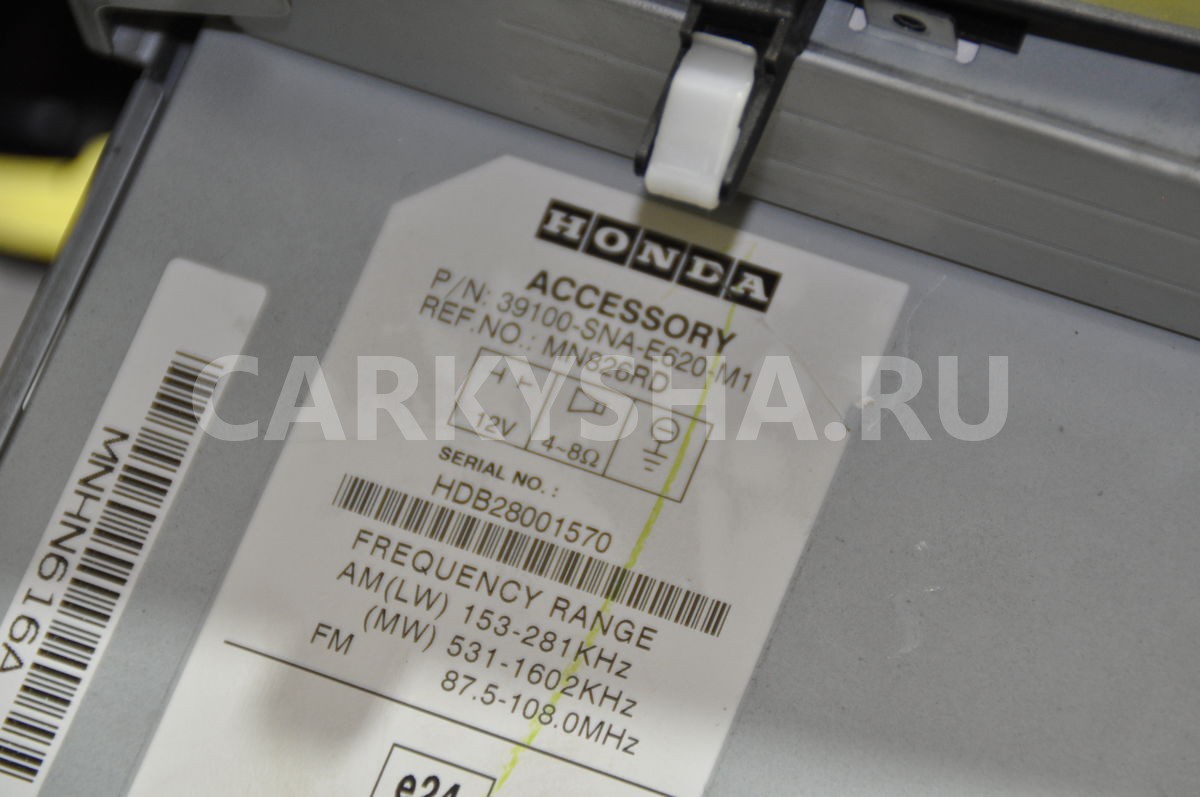 HONDA
ACCESSORY
P/N: 39100-SNA-E620-M1
REF.NO.: MN826RD
12V
4~8Ω
SERIAL NO.:
HDB28001570
FREQUENCY RANGE
AM(LW) 153-281KHz
(MW) 531-1602KHz
FM 87.5-108.0MHz
e24
MNHN616A
CARKYSHA.RU